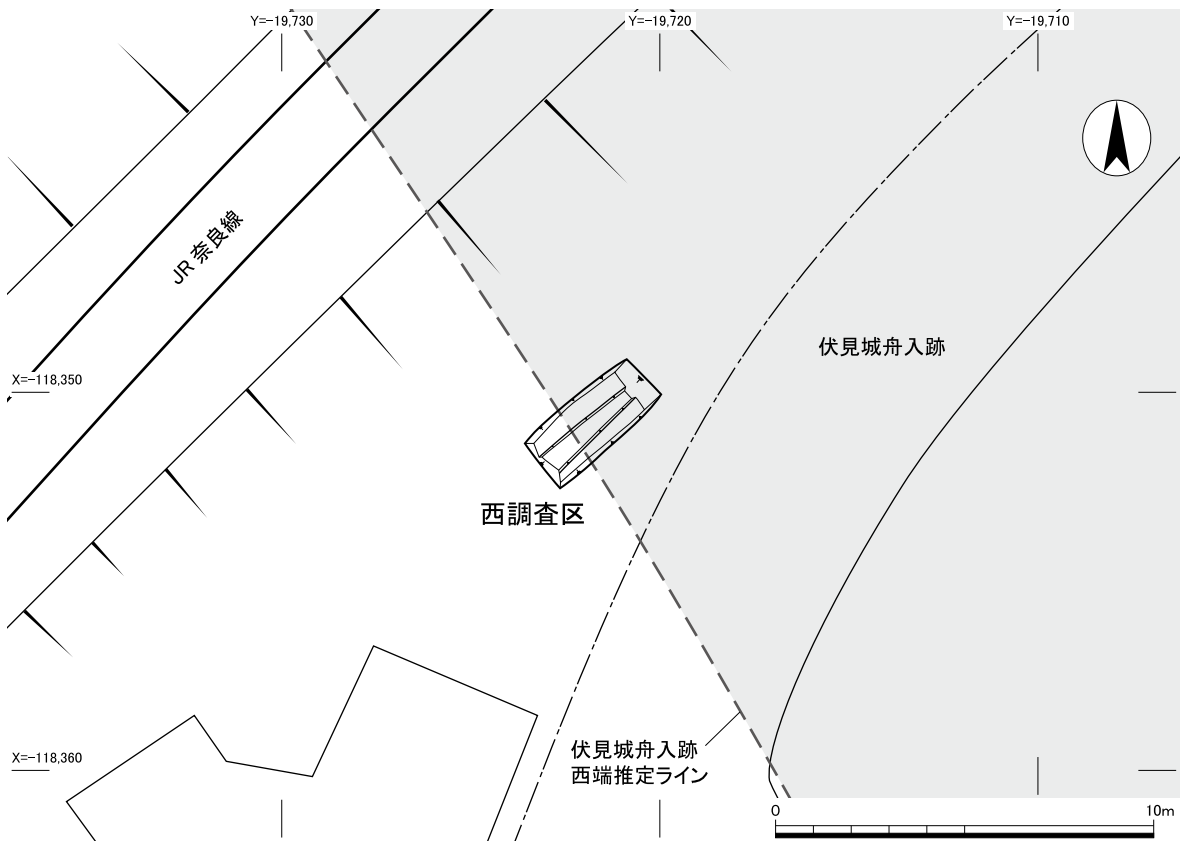 Y=-19,730
Y=-19,720
Y=-19,710
JR 奈良線
伏見城舟入跡
X=-118,350
西調査区
伏見城舟入跡
西端推定ライン
X=-118,360
0
10m